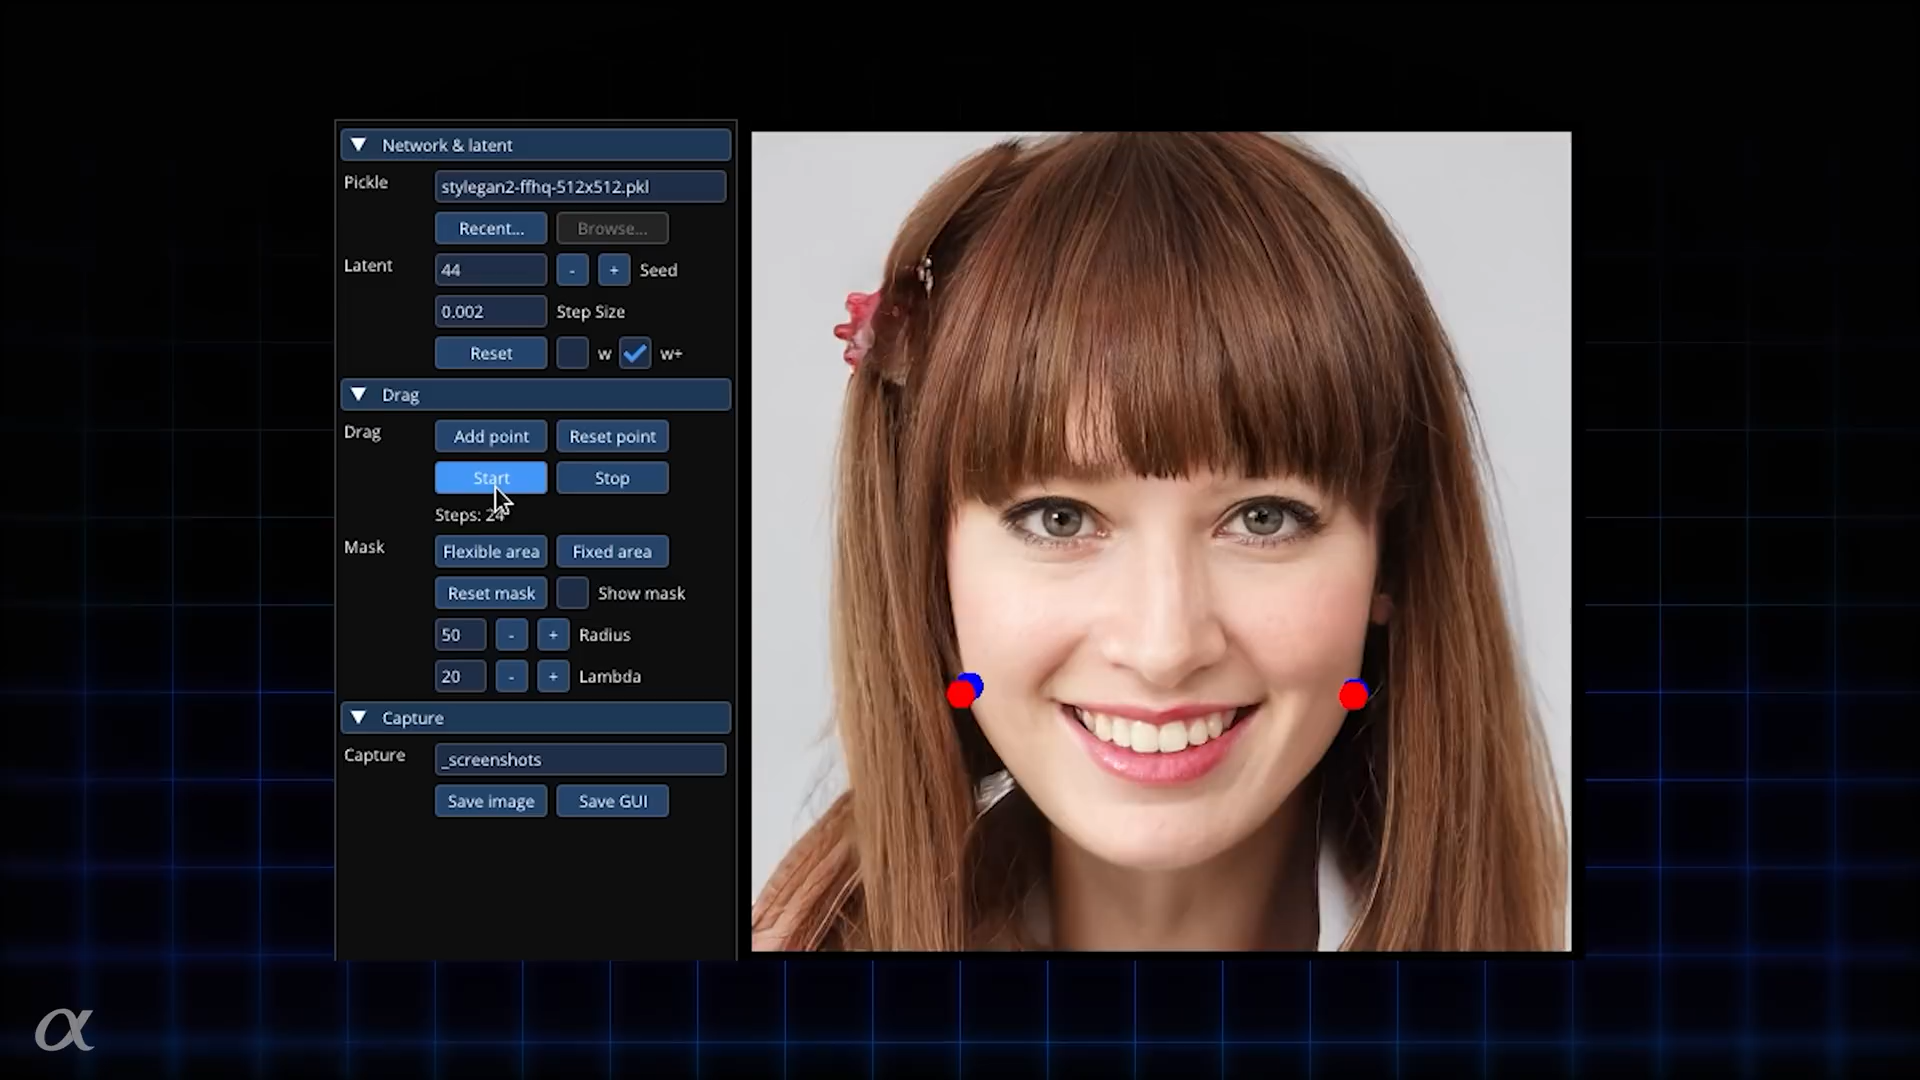 Network & latent
Pickle stylegan2-ffhq-512x512.pkl
Recent... Browse...
Latent 44 - + Seed
0.002 Step Size
Reset w w+
Drag
Drag Add point Reset point
Start Stop
Steps: 24
Mask Flexible area Fixed area
Reset mask Show mask
50 - + Radius
20 - + Lambda
Capture
Capture _screenshots
Save image Save GUI
α